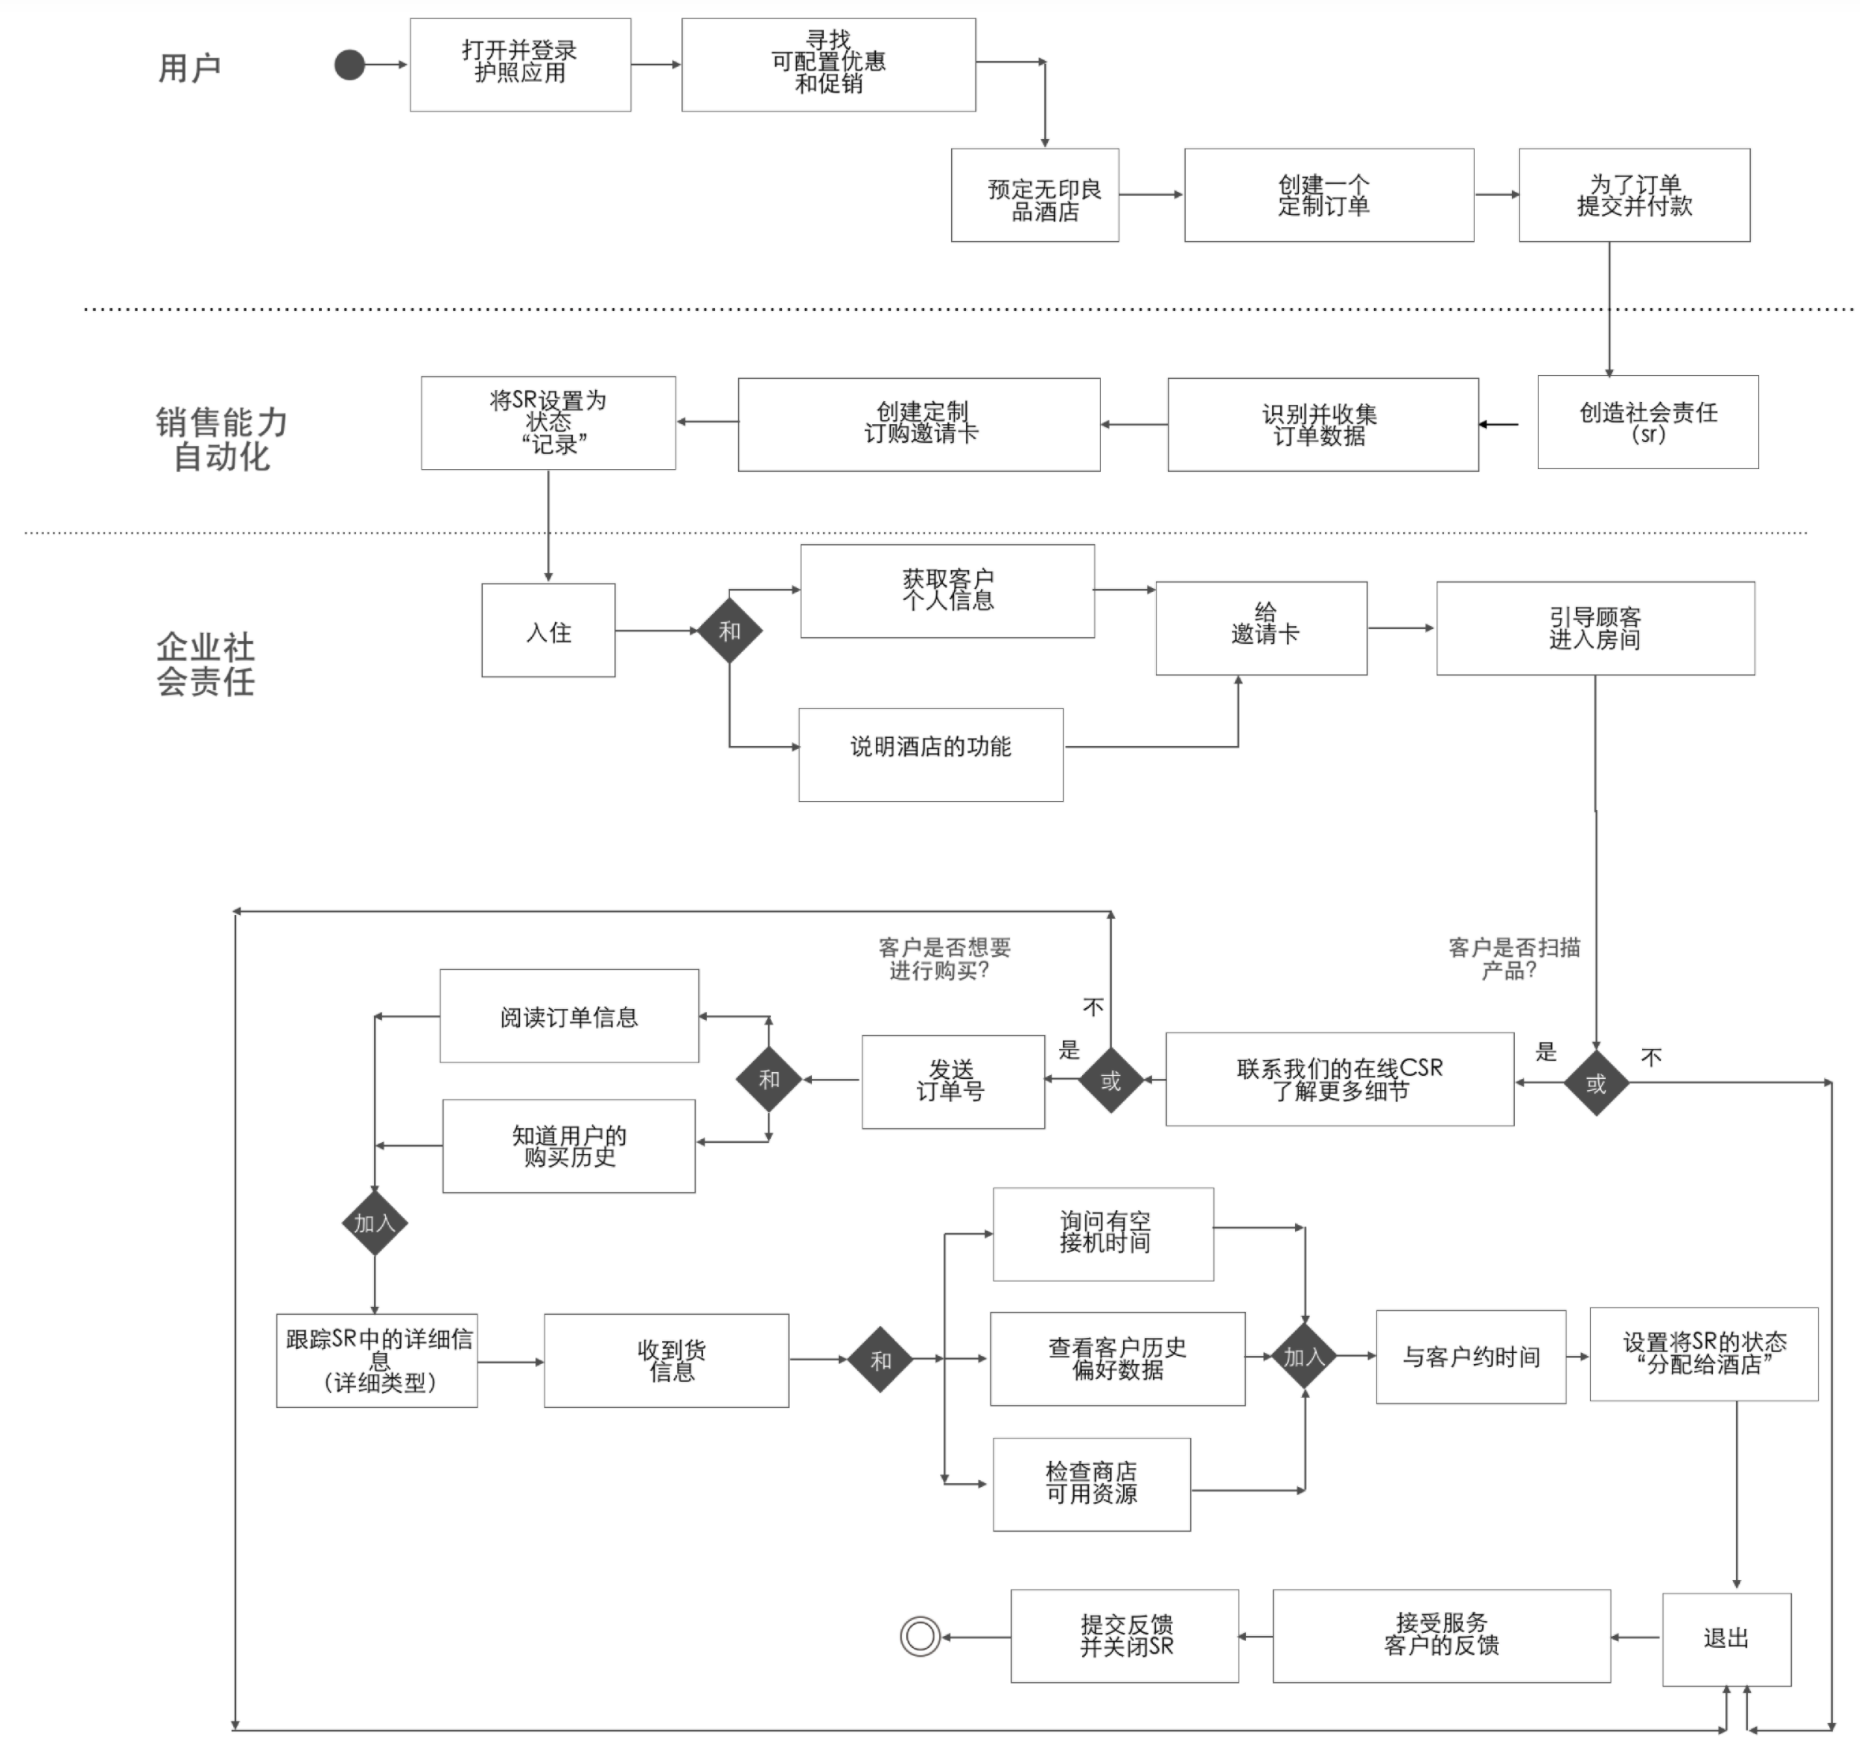 用户
打开并登录
护照应用
寻找
可配置优惠
和促销
预定无印良
品酒店
创建一个
定制订单
为了订单
提交并付款
销售能力
自动化
将SR设置为
状态
“记录”
创建定制
订购邀请卡
识别并收集
订单数据
创造社会责任
（sr）
企业社
会责任
入住
和
获取客户
个人信息
说明酒店的功能
给
邀请卡
引导顾客
进入房间
客户是否想要
进行购买?
客户是否扫描
产品?
阅读订单信息
知道用户的
购买历史
和
发送
订单号
是
不
或
联系我们的在线CSR
了解更多细节
是
或
不
加入
跟踪SR中的详细信
息
（详细类型）
收到货
信息
和
询问有空
接机时间
查看客户历史
偏好数据
检查商店
可用资源
加入
与客户约时间
设置将SR的状态
“分配给酒店”
提交反馈
并关闭SR
接受服务
客户的反馈
退出